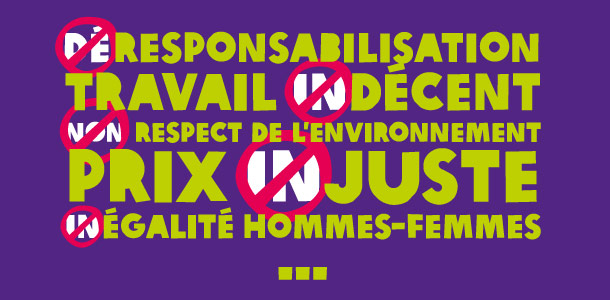 DÉRESPONSABILISATION
TRAVAIL INDÉCENT
NON RESPECT DE L'ENVIRONNEMENT
PRIX INJUSTE
INÉGALITÉ HOMMES-FEMMES
...